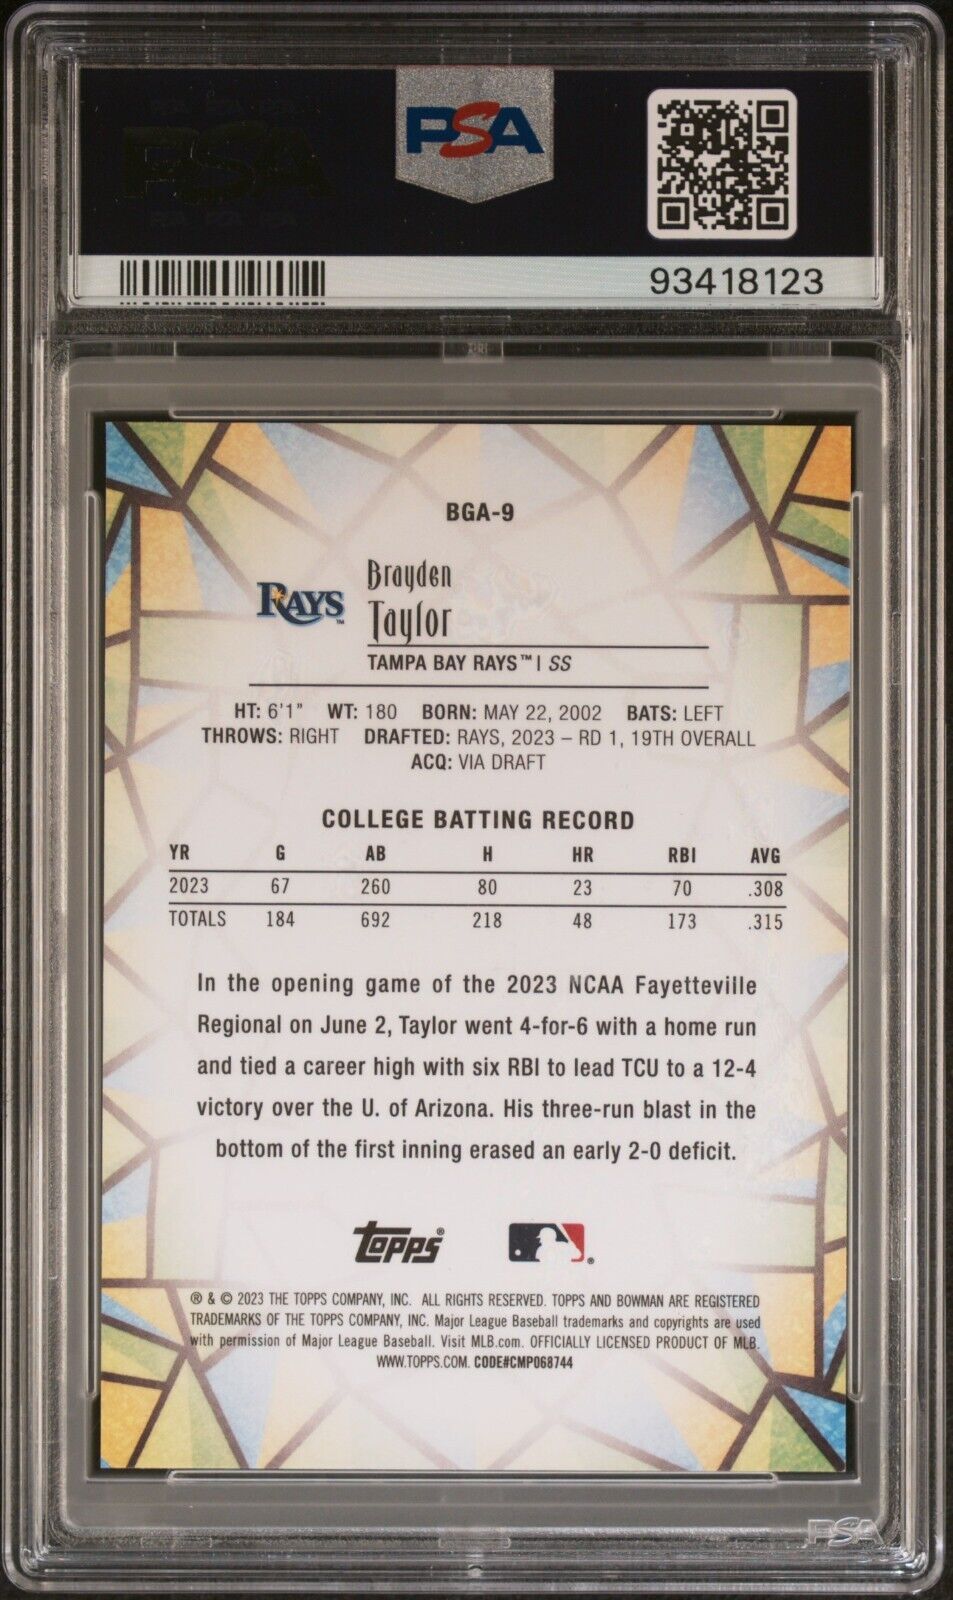 PSA
93418123
BGA-9
RAYS™
Brayden
Taylor
TAMPA BAY RAYS™ | SS
HT: 6'1" WT: 180 BORN: MAY 22, 2002 BATS: LEFT
THROWS: RIGHT DRAFTED: RAYS, 2023 – RD 1, 19TH OVERALL
ACQ: VIA DRAFT
COLLEGE BATTING RECORD
YR G AB H HR RBI AVG
2023 67 260 80 23 70 .308
TOTALS 184 692 218 48 173 .315
In the opening game of the 2023 NCAA Fayetteville
Regional on June 2, Taylor went 4-for-6 with a home run
and tied a career high with six RBI to lead TCU to a 12-4
victory over the U. of Arizona. His three-run blast in the
bottom of the first inning erased an early 2-0 deficit.
Topps® ®
® & © 2023 THE TOPPS COMPANY, INC. ALL RIGHTS RESERVED. TOPPS AND BOWMAN ARE REGISTERED
TRADEMARKS OF THE TOPPS COMPANY, INC. Major League Baseball trademarks and copyrights are used
with permission of Major League Baseball. Visit MLB.com. OFFICIALLY LICENSED PRODUCT OF MLB.
WWW.TOPPS.COM. CODE#CMP068744
PSA